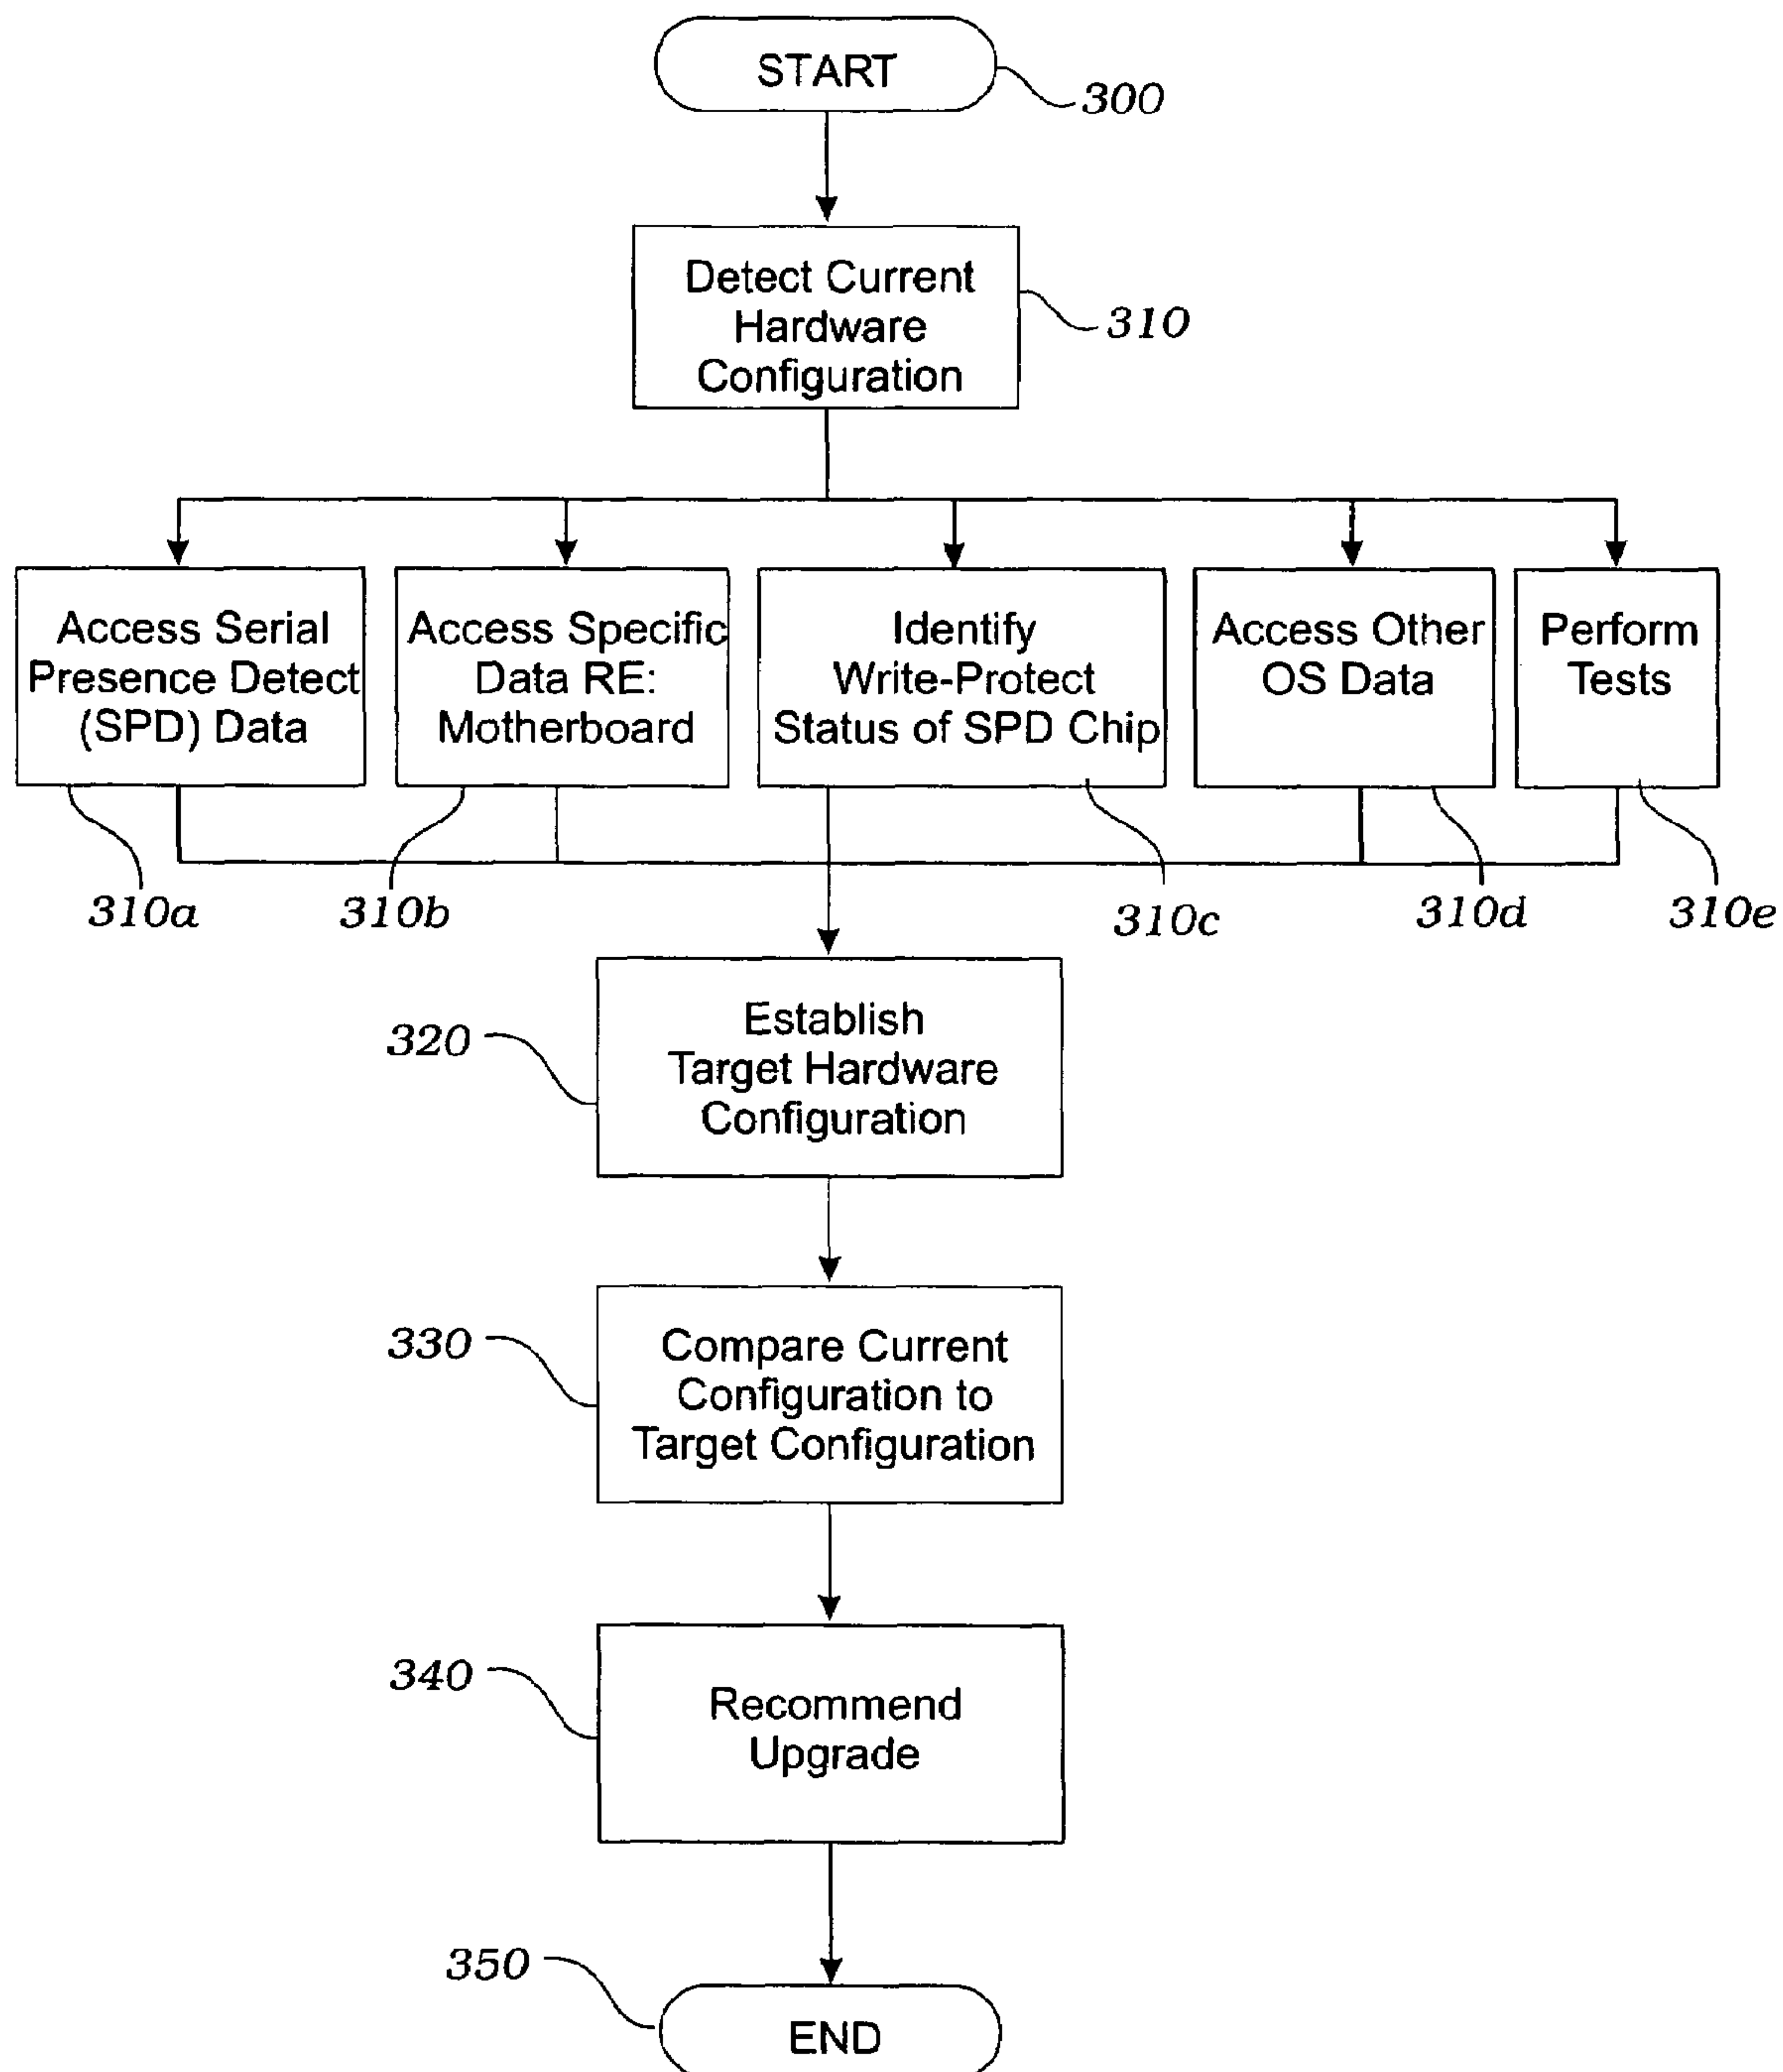 START
300
Detect Current
Hardware
Configuration
310
Access Serial
Presence Detect
(SPD) Data
Access Specific
Data RE:
Motherboard
Identify
Write-Protect
Status of SPD Chip
Access Other
OS Data
Perform
Tests
310a
310b
310c
310d
310e
Establish
Target Hardware
Configuration
320
Compare Current
Configuration to
Target Configuration
330
Recommend
Upgrade
340
350
END